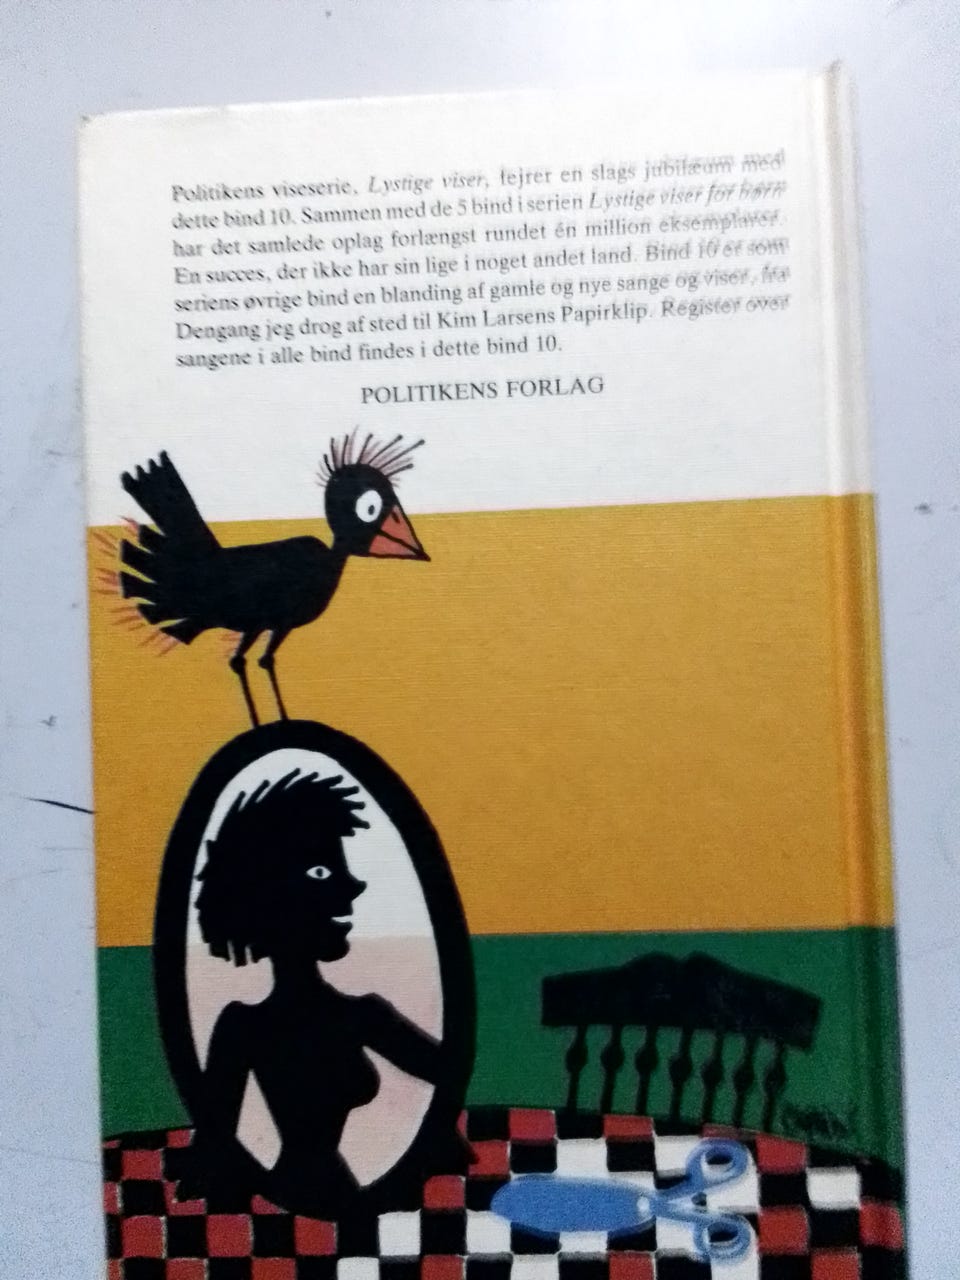 Politikens viseserie, Lystige viser, fejrer en slags jubilæum med
dette bind 10. Sammen med de 5 bind i serien Lystige viser for børn
har det samlede oplag forlængst rundet én million eksemplarer.
En succes, der ikke har sin lige i noget andet land. Bind 10 er som
seriens øvrige bind en blanding af gamle og nye sange og viser, fra
Dengang jeg drog af sted til Kim Larsens Papirklip. Register over
sangene i alle bind findes i dette bind 10.
POLITIKENS FORLAG